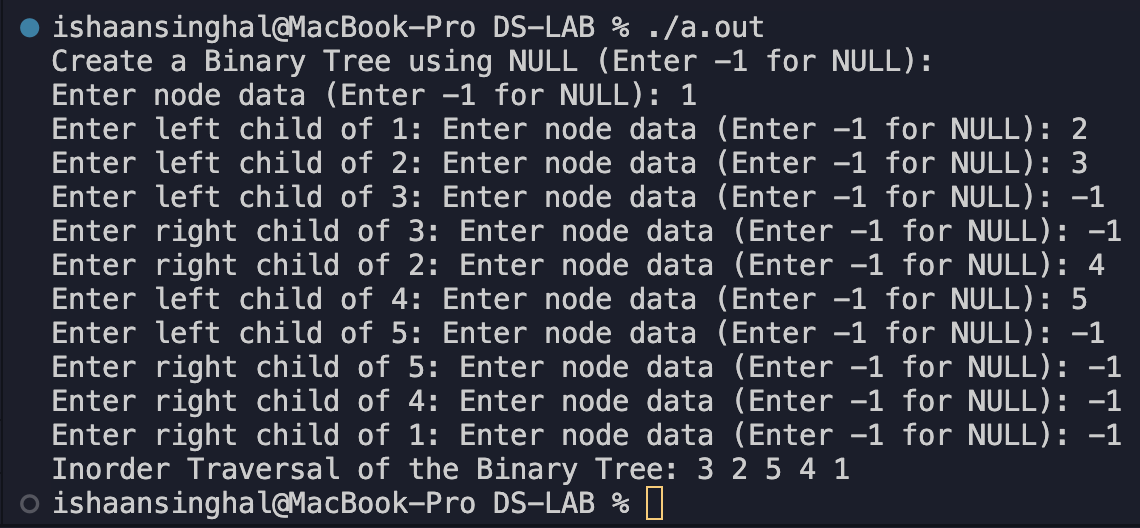 ishaansinghal@MacBook-Pro DS-LAB % ./a.out
Create a Binary Tree using NULL (Enter -1 for NULL):
Enter node data (Enter -1 for NULL): 1
Enter left child of 1: Enter node data (Enter -1 for NULL): 2
Enter left child of 2: Enter node data (Enter -1 for NULL): 3
Enter left child of 3: Enter node data (Enter -1 for NULL): -1
Enter right child of 3: Enter node data (Enter -1 for NULL): -1
Enter right child of 2: Enter node data (Enter -1 for NULL): 4
Enter left child of 4: Enter node data (Enter -1 for NULL): 5
Enter left child of 5: Enter node data (Enter -1 for NULL): -1
Enter right child of 5: Enter node data (Enter -1 for NULL): -1
Enter right child of 4: Enter node data (Enter -1 for NULL): -1
Enter right child of 1: Enter node data (Enter -1 for NULL): -1
Inorder Traversal of the Binary Tree: 3 2 5 4 1
ishaansinghal@MacBook-Pro DS-LAB %